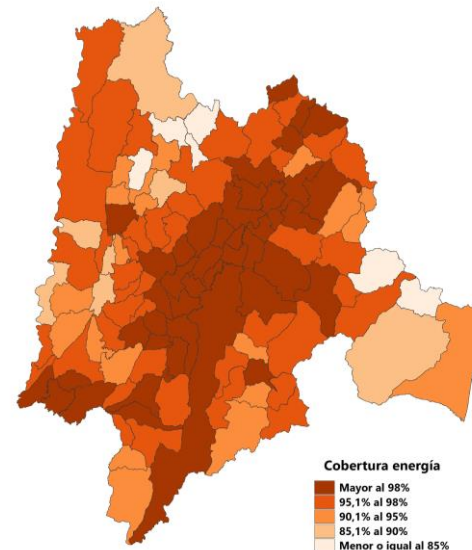 Cobertura energía
Mayor al 98%
95,1% al 98%
90,1% al 95%
85,1% al 90%
Menor o igual al 85%